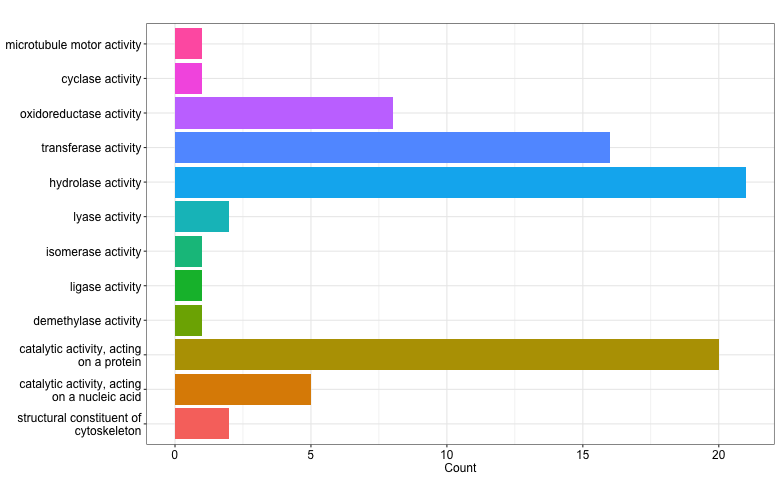 microtubule motor activity
cyclase activity
oxidoreductase activity
transferase activity
hydrolase activity
lyase activity
isomerase activity
ligase activity
demethylase activity
catalytic activity, acting
on a protein
catalytic activity, acting
on a nucleic acid
structural constituent of
cytoskeleton
0 5 10 15 20
Count